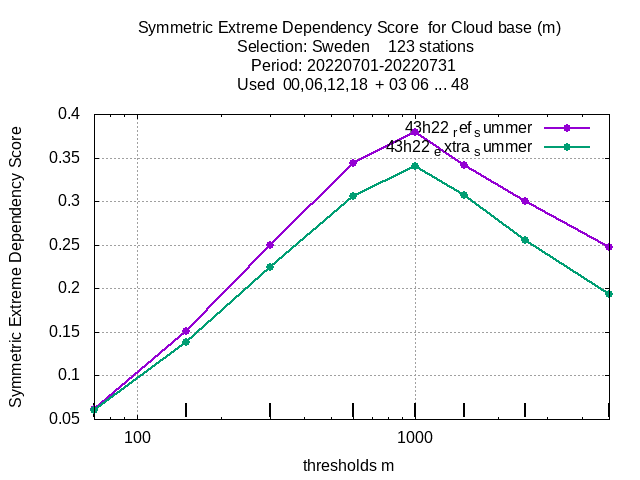 Symmetric Extreme Dependency Score for Cloud base (m)
Selection: Sweden 123 stations
Period: 20220701-20220731
Used 00,06,12,18 + 03 06 ... 48
43h22 ref summer
43h22 extra summer
Symmetric Extreme Dependency Score
0.4
0.35
0.3
0.25
0.2
0.15
0.1
0.05
100 1000
thresholds m